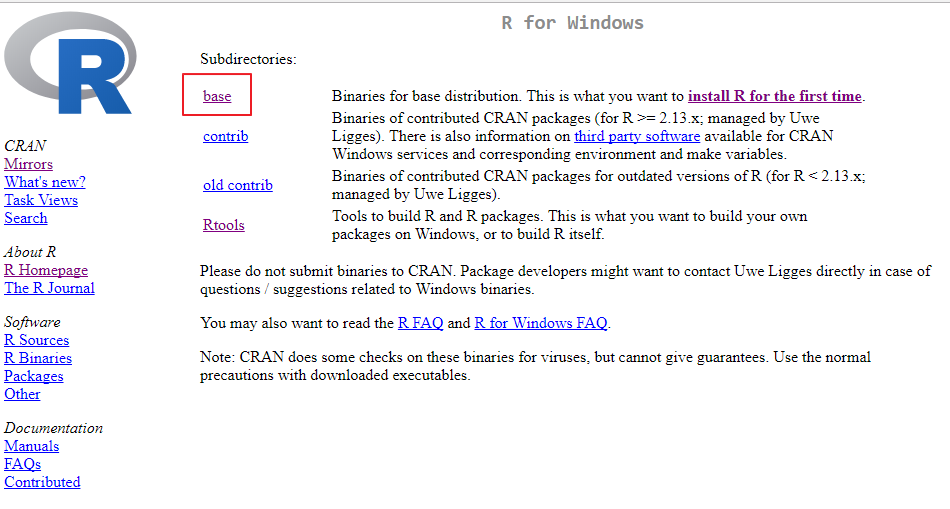 R for Windows
R
Subdirectories:
base Binaries for base distribution. This is what you want to install R for the first time.
contrib Binaries of contributed CRAN packages (for R >= 2.13.x; managed by Uwe
Ligges). There is also information on third party software available for CRAN
Windows services and corresponding environment and make variables.
old contrib Binaries of contributed CRAN packages for outdated versions of R (for R < 2.13.x;
managed by Uwe Ligges).
Rtools Tools to build R and R packages. This is what you want to build your own
packages on Windows, or to build R itself.
Please do not submit binaries to CRAN. Package developers might want to contact Uwe Ligges directly in case of
questions / suggestions related to Windows binaries.
You may also want to read the R FAQ and R for Windows FAQ.
Note: CRAN does some checks on these binaries for viruses, but cannot give guarantees. Use the normal
precautions with downloaded executables.
CRAN
Mirrors
What's new?
Task Views
Search
About R
R Homepage
The R Journal
Software
R Sources
R Binaries
Packages
Other
Documentation
Manuals
FAQs
Contributed